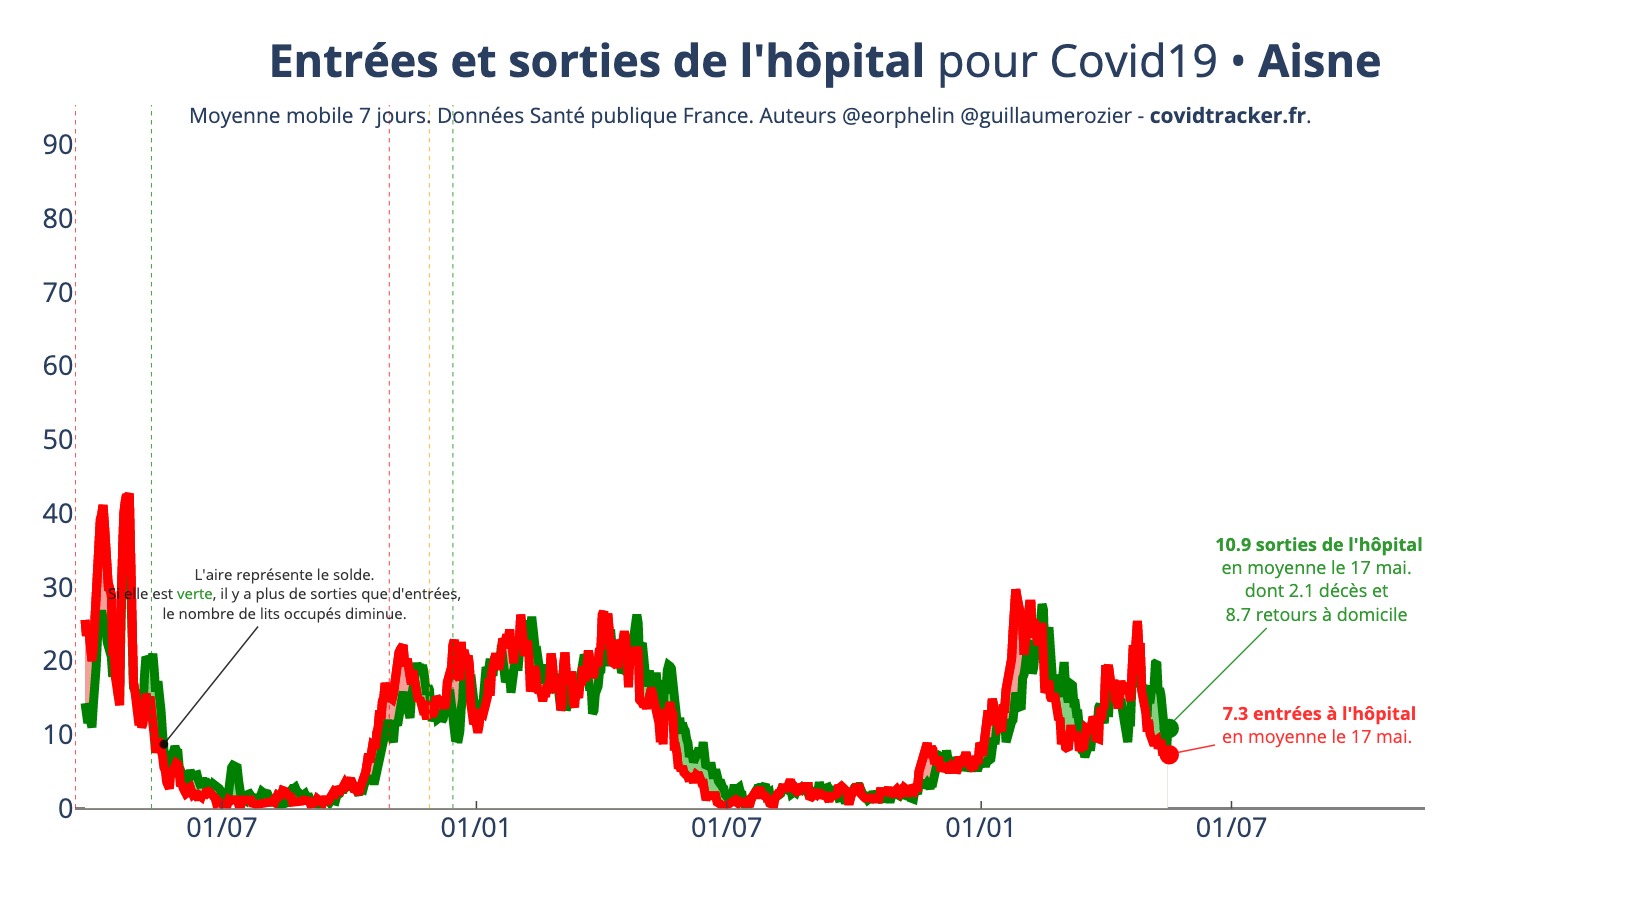 Entrées et sorties de l'hôpital pour Covid19 • Aisne
Moyenne mobile 7 jours. Données Santé publique France. Auteurs @eorphelin @guillaumerozier - covidtracker.fr.
90
80
70
60
50
40
30
20
10
0
L'aire représente le solde.
Si elle est verte, il y a plus de sorties que d'entrées,
le nombre de lits occupés diminue.
10.9 sorties de l'hôpital
en moyenne le 17 mai.
dont 2.1 décès et
8.7 retours à domicile
7.3 entrées à l'hôpital
en moyenne le 17 mai.
01/07 01/01 01/07 01/01 01/07